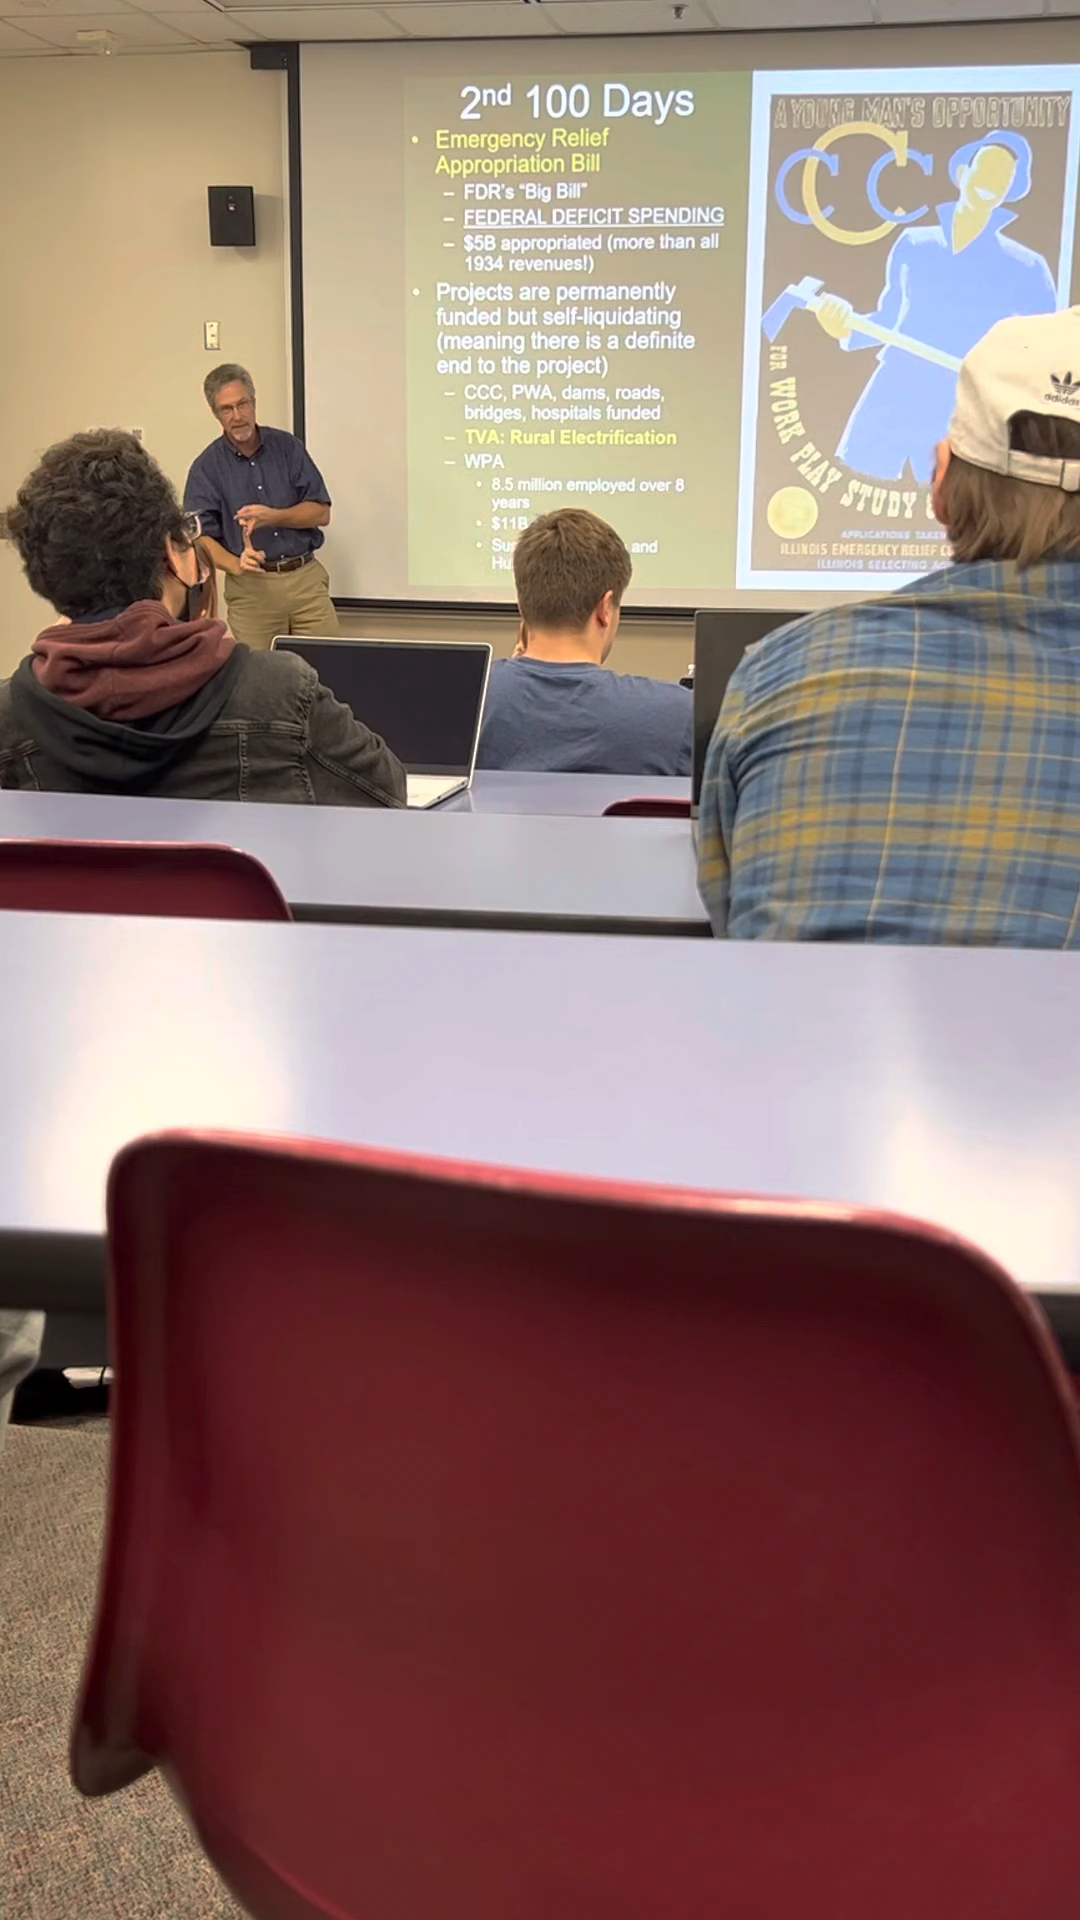 2nd 100 Days
• Emergency Relief
Appropriation Bill
– FDR's "Big Bill"
– FEDERAL DEFICIT SPENDING
– $5B appropriated (more than all
1934 revenues!)
• Projects are permanently
funded but self-liquidating
(meaning there is a definite
end to the project)
– CCC, PWA, dams, roads,
bridges, hospitals funded
– TVA: Rural Electrification
– WPA
• 8.5 million employed over 8
years
• $11B
and
A YOUNG MAN'S OPPORTUNITY
CCC
FOR WORK PLAY STUDY
APPLICATIONS
ILLINOIS EMERGENCY RELIEF
ILLINOIS SELECTING
adidas